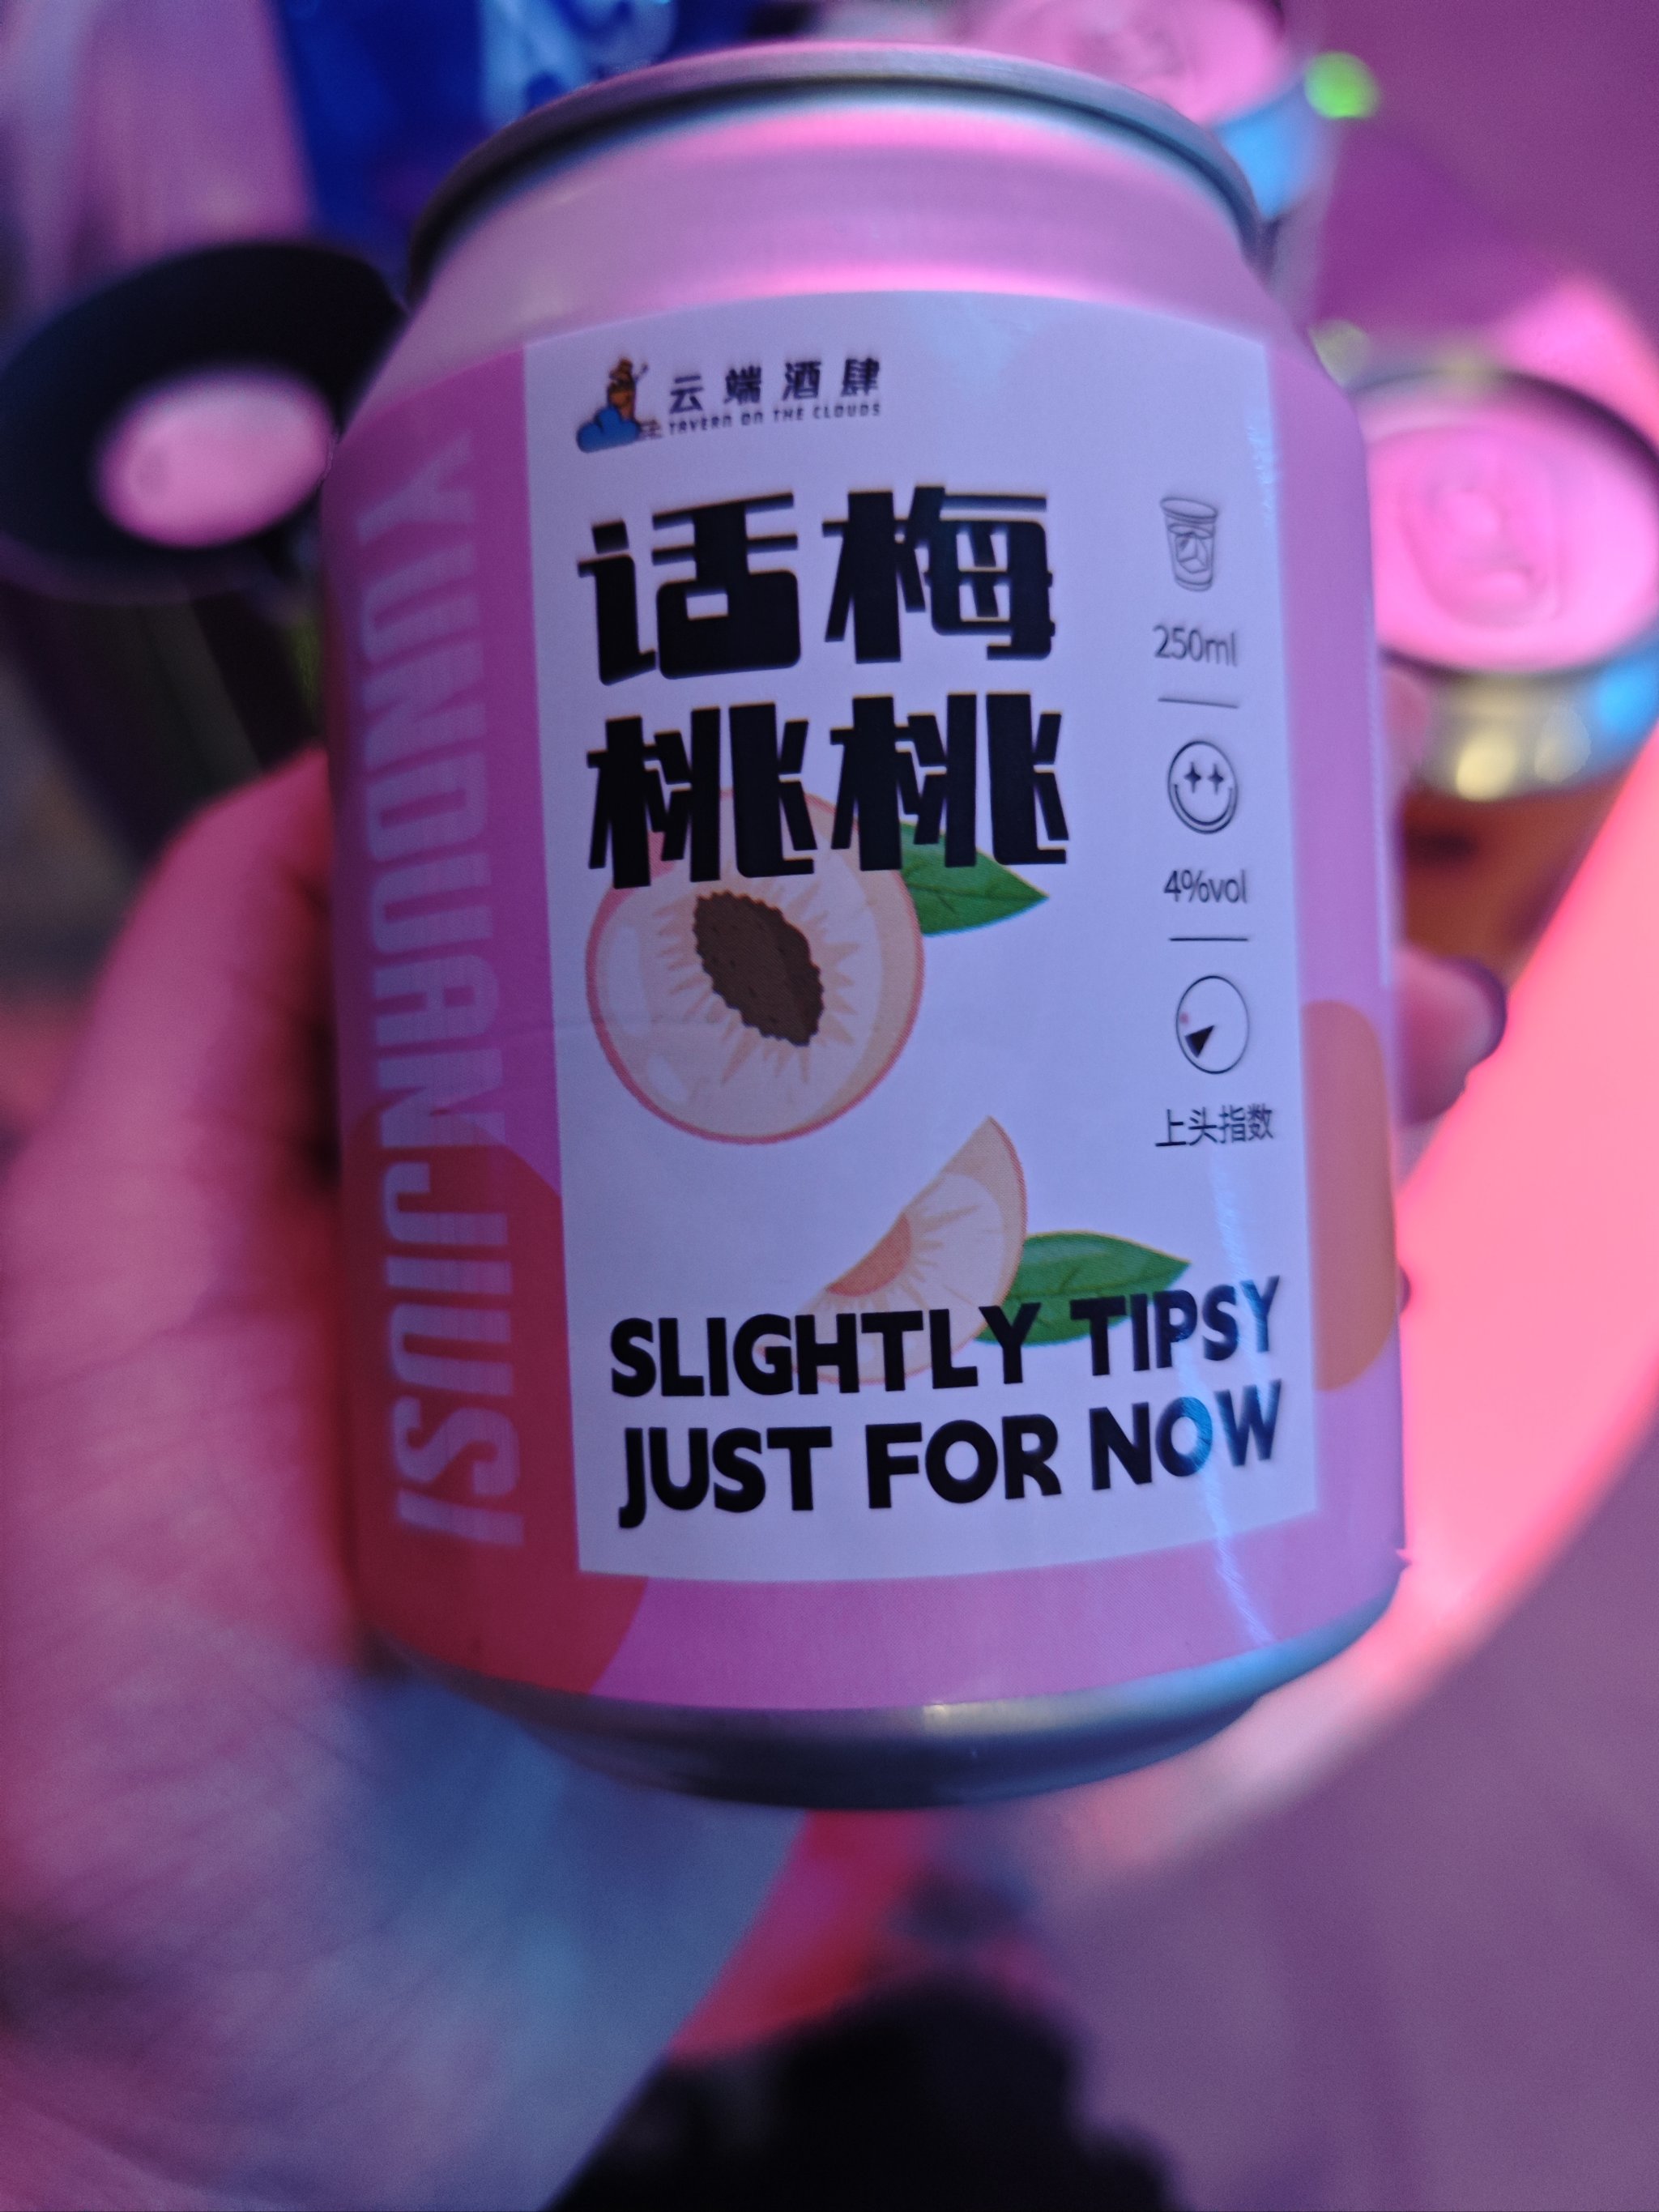 云端酒肆
TAVERN ON THE CLOUDS
话梅
桃桃
250ml
4%vol
上头指数
SLIGHTLY TIPSY
JUST FOR NOW
YUNDUANJIUSI